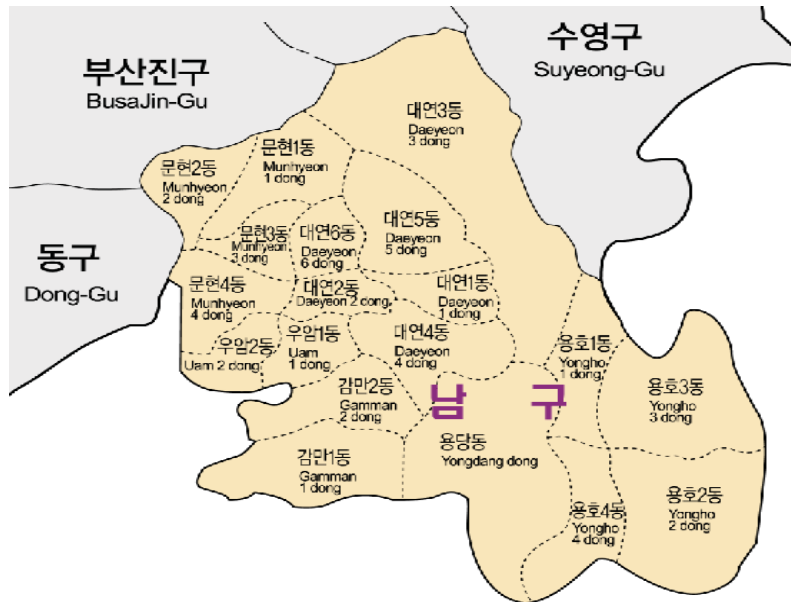 수영구
Suyeong-Gu
부산진구
BusaJin-Gu
대연3동
Daeyeon
3 dong
문현1동
Munhyeon
1 dong
문현2동
Munhyeon
2 dong
문현3동
Munhyeon
3 dong
대연6동
Daeyeon
6 dong
대연5동
Daeyeon
5 dong
동구
Dong-Gu
문현4동
Munhyeon
4 dong
대연2동
Daeyeon 2 dong
대연1동
Daeyeon
1 dong
우암2동
Uam 2 dong
우암1동
Uam
1 dong
대연4동
Daeyeon
4 dong
용호1동
Yongho
1 dong
용호3동
Yongho
3 dong
감만2동
Gamman
2 dong
남 구
용당동
Yongdang dong
감만1동
Gamman
1 dong
용호4동
Yongho
4 dong
용호2동
Yongho
2 dong